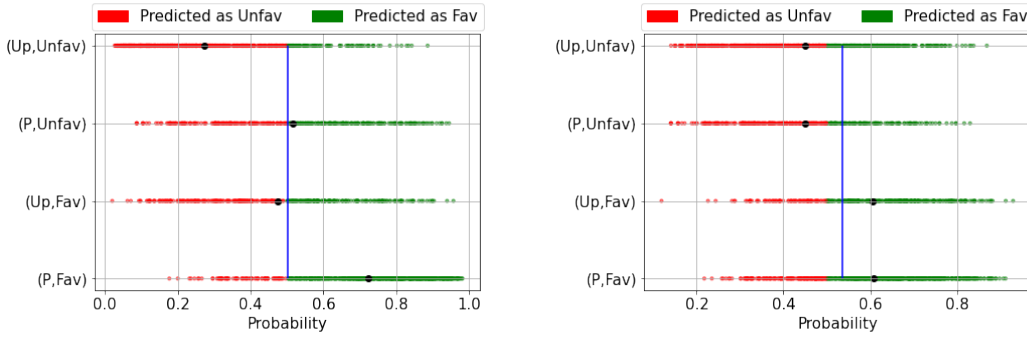 Predicted as Unfav Predicted as Fav
(Up,Unfav)
(P,Unfav)
(Up,Fav)
(P,Fav)
0.0 0.2 0.4 0.6 0.8 1.0
Probability
Predicted as Unfav Predicted as Fav
(Up,Unfav)
(P,Unfav)
(Up,Fav)
(P,Fav)
0.2 0.4 0.6 0.8
Probability